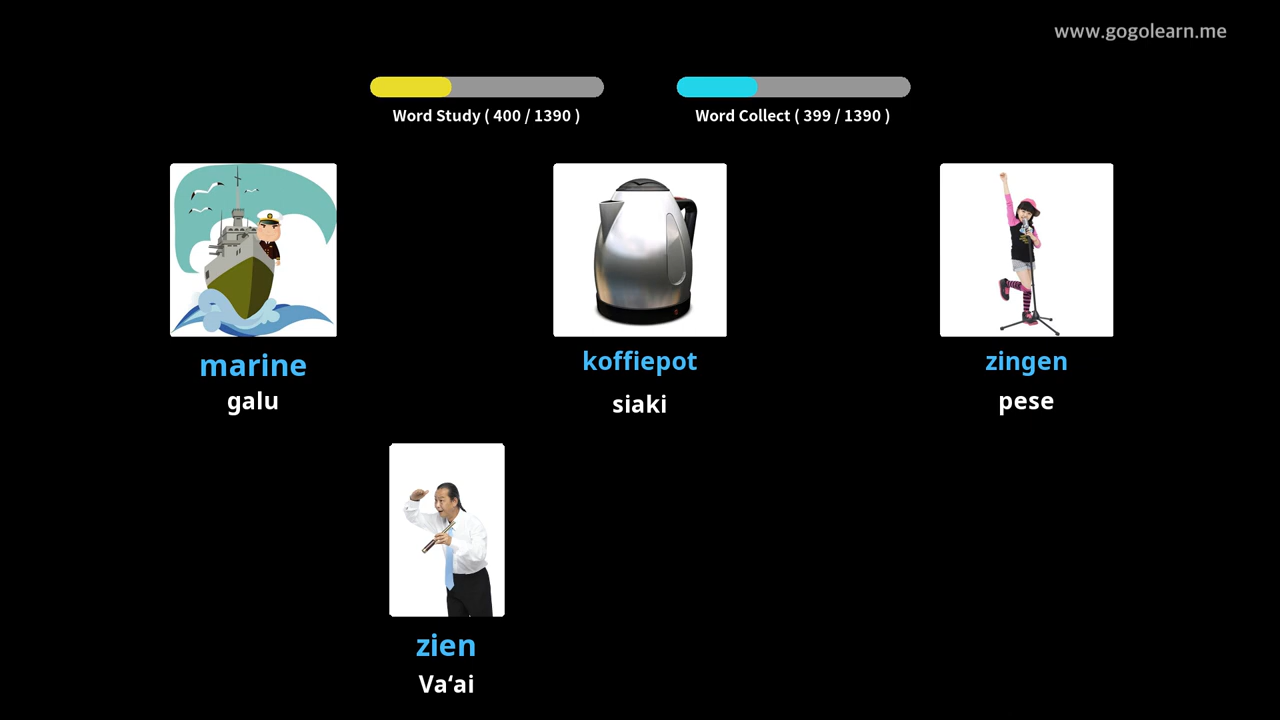 www.gogolearn.me
Word Study ( 400 / 1390 )
Word Collect ( 399 / 1390 )
marine
galu
koffiepot
siaki
zingen
pese
zien
Va‘ai